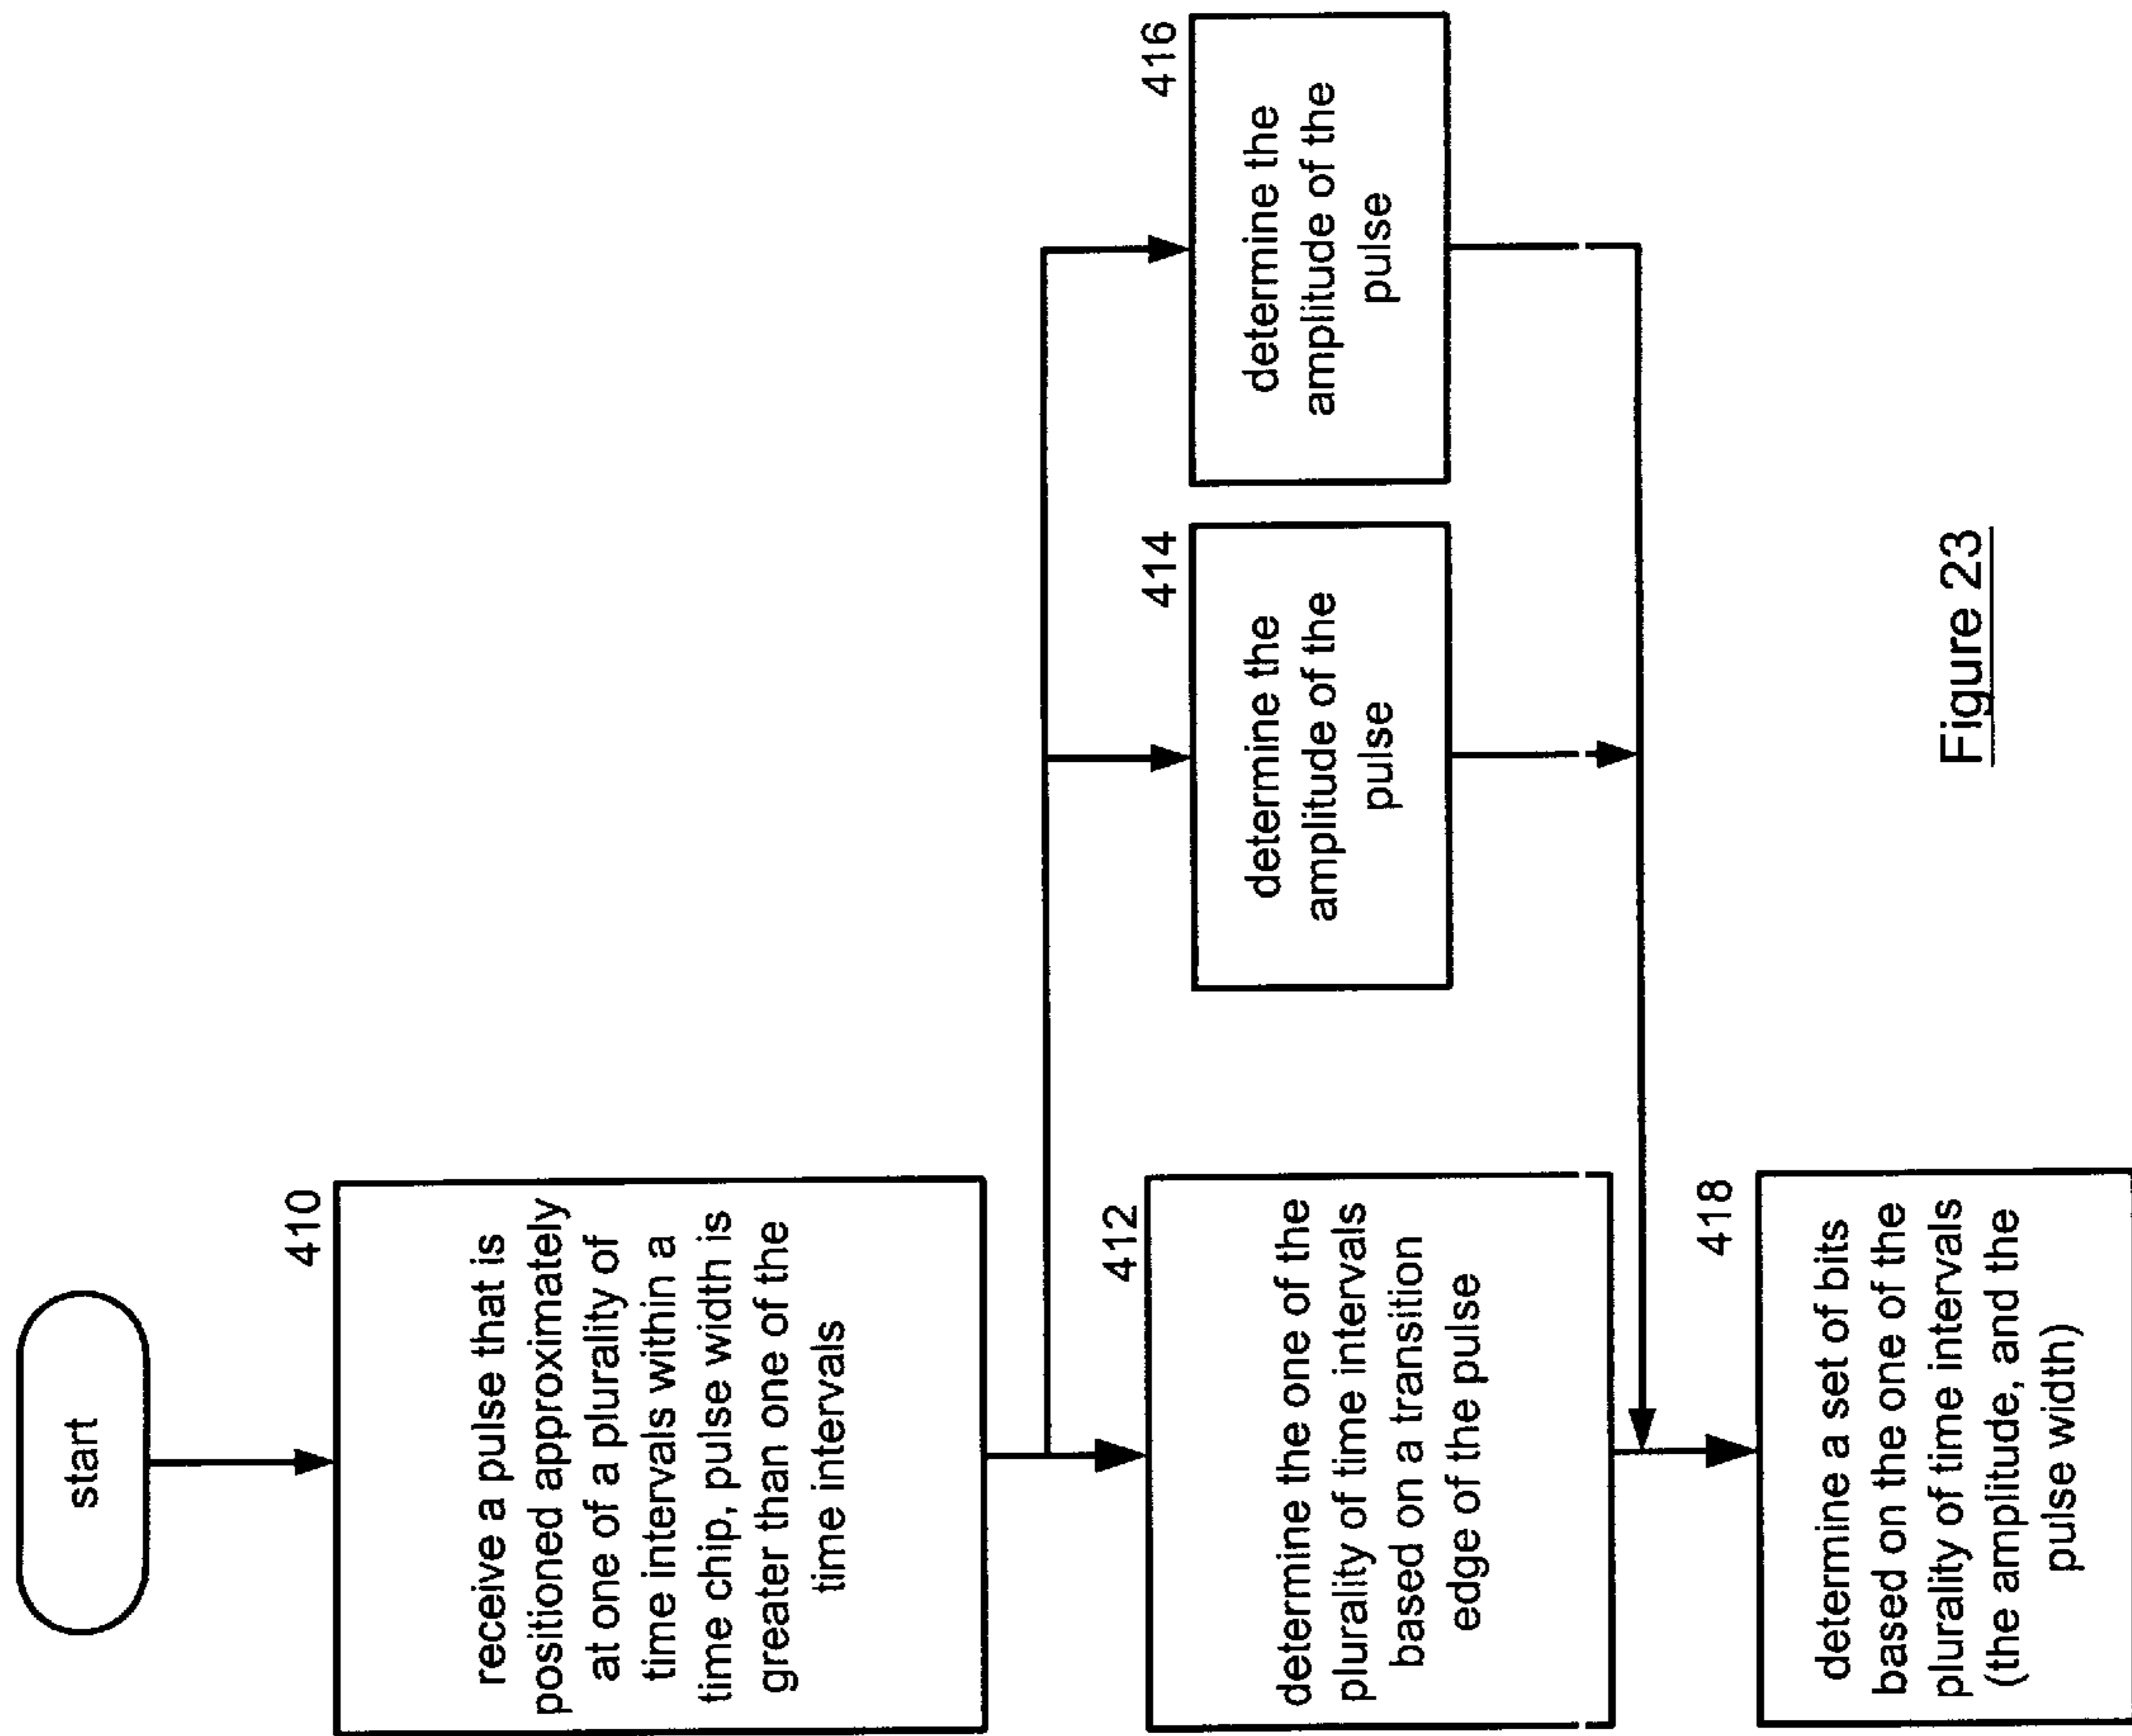 start
410
receive a pulse that is
positioned approximately
at one of a plurality of
time intervals within a
time chip, pulse width is
greater than one of the
time intervals
412
determine the one of the
plurality of time intervals
based on a transition
edge of the pulse
414
determine the
amplitude of the
pulse
416
determine the
amplitude of the
pulse
418
determine a set of bits
based on the one of the
plurality of time intervals
(the amplitude, and the
pulse width)
Figure 23